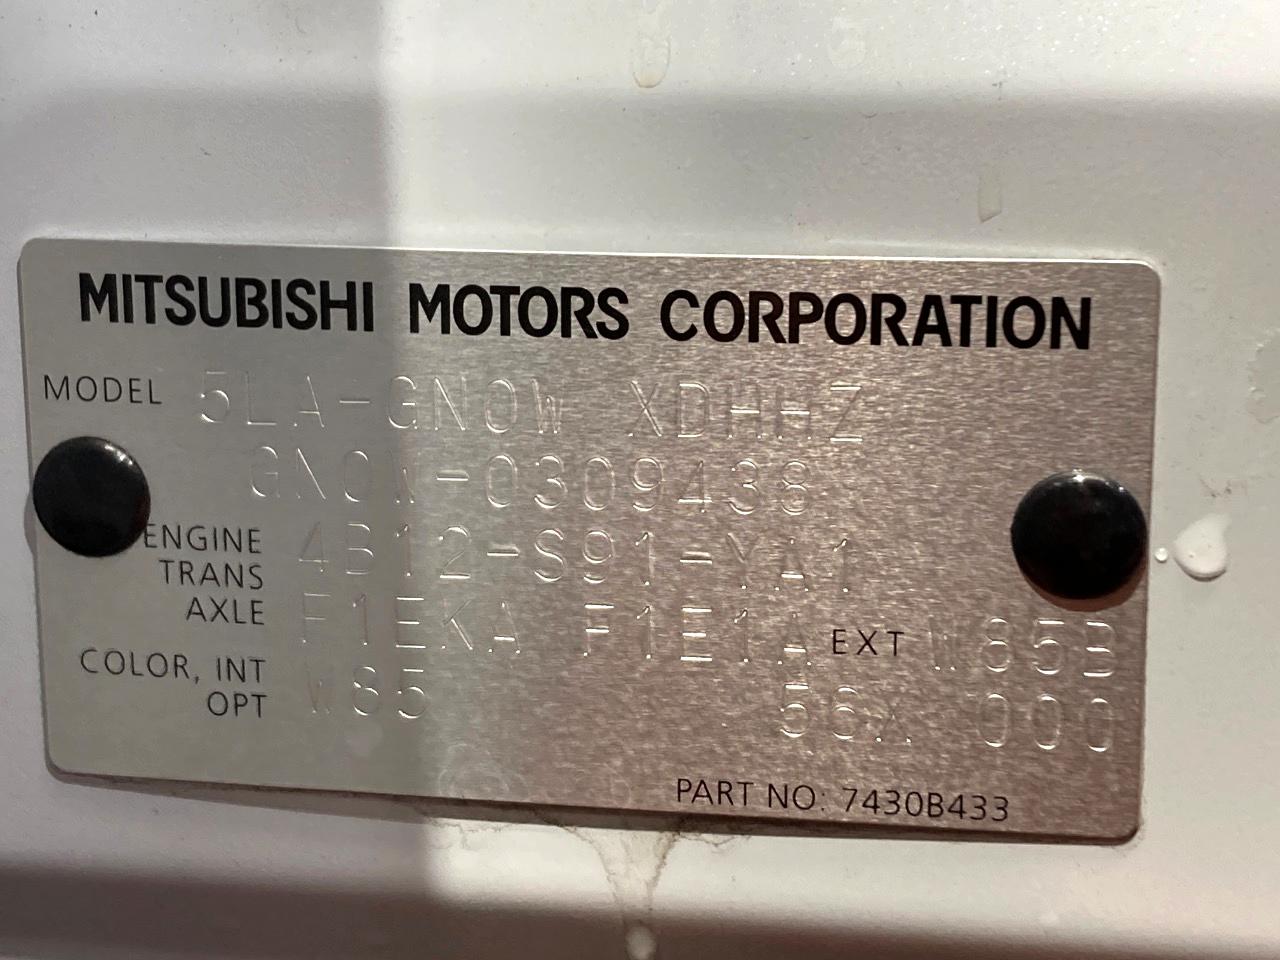 MITSUBISHI MOTORS CORPORATION
MODEL 5LA-GN0W XDHHZ
GN0W-0309438
ENGINE 4B12-S91-YA1
TRANS
AXLE F1EKA F1E1A EXT W85B
COLOR, INT
OPT W85 56X 000
PART NO: 7430B433